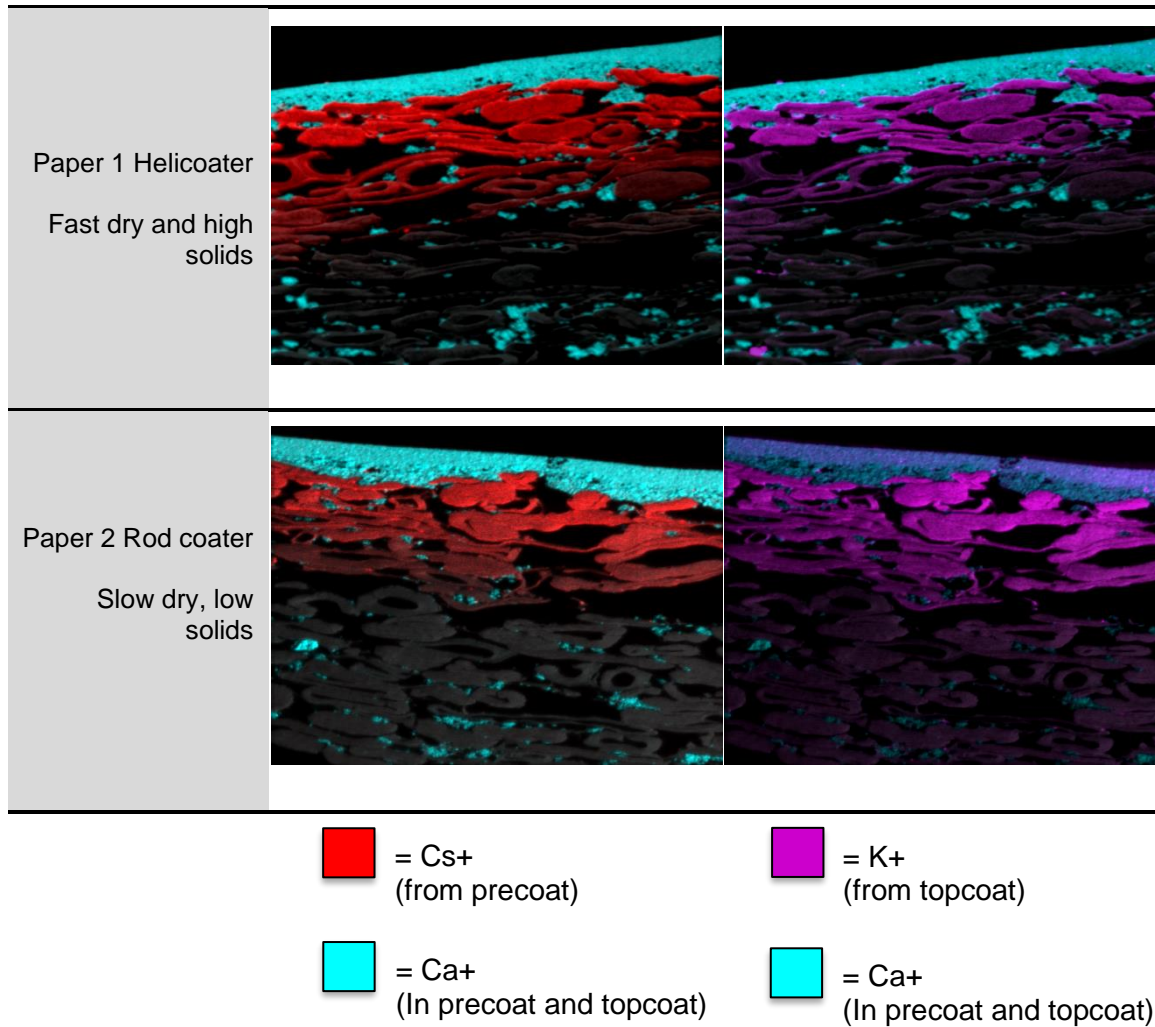 Paper 1 Helicoater
Fast dry and high
solids
Paper 2 Rod coater
Slow dry, low
solids
= Cs+
(from precoat)
= K+
(from topcoat)
= Ca+
(In precoat and topcoat)
= Ca+
(In precoat and topcoat)